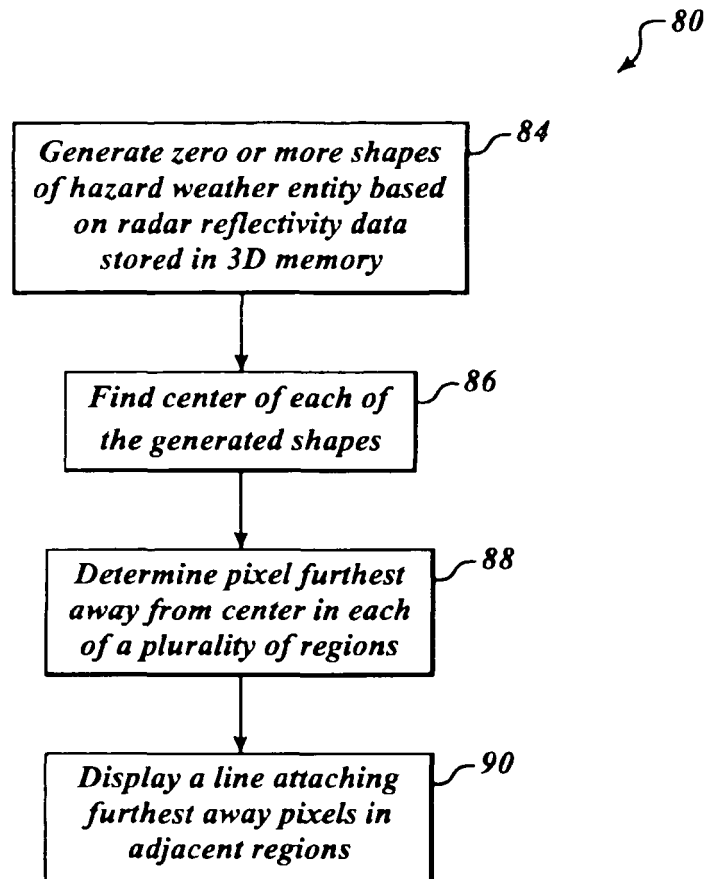 80
84
Generate zero or more shapes
of hazard weather entity based
on radar reflectivity data
stored in 3D memory
86
Find center of each of
the generated shapes
88
Determine pixel furthest
away from center in each
of a plurality of regions
90
Display a line attaching
furthest away pixels in
adjacent regions